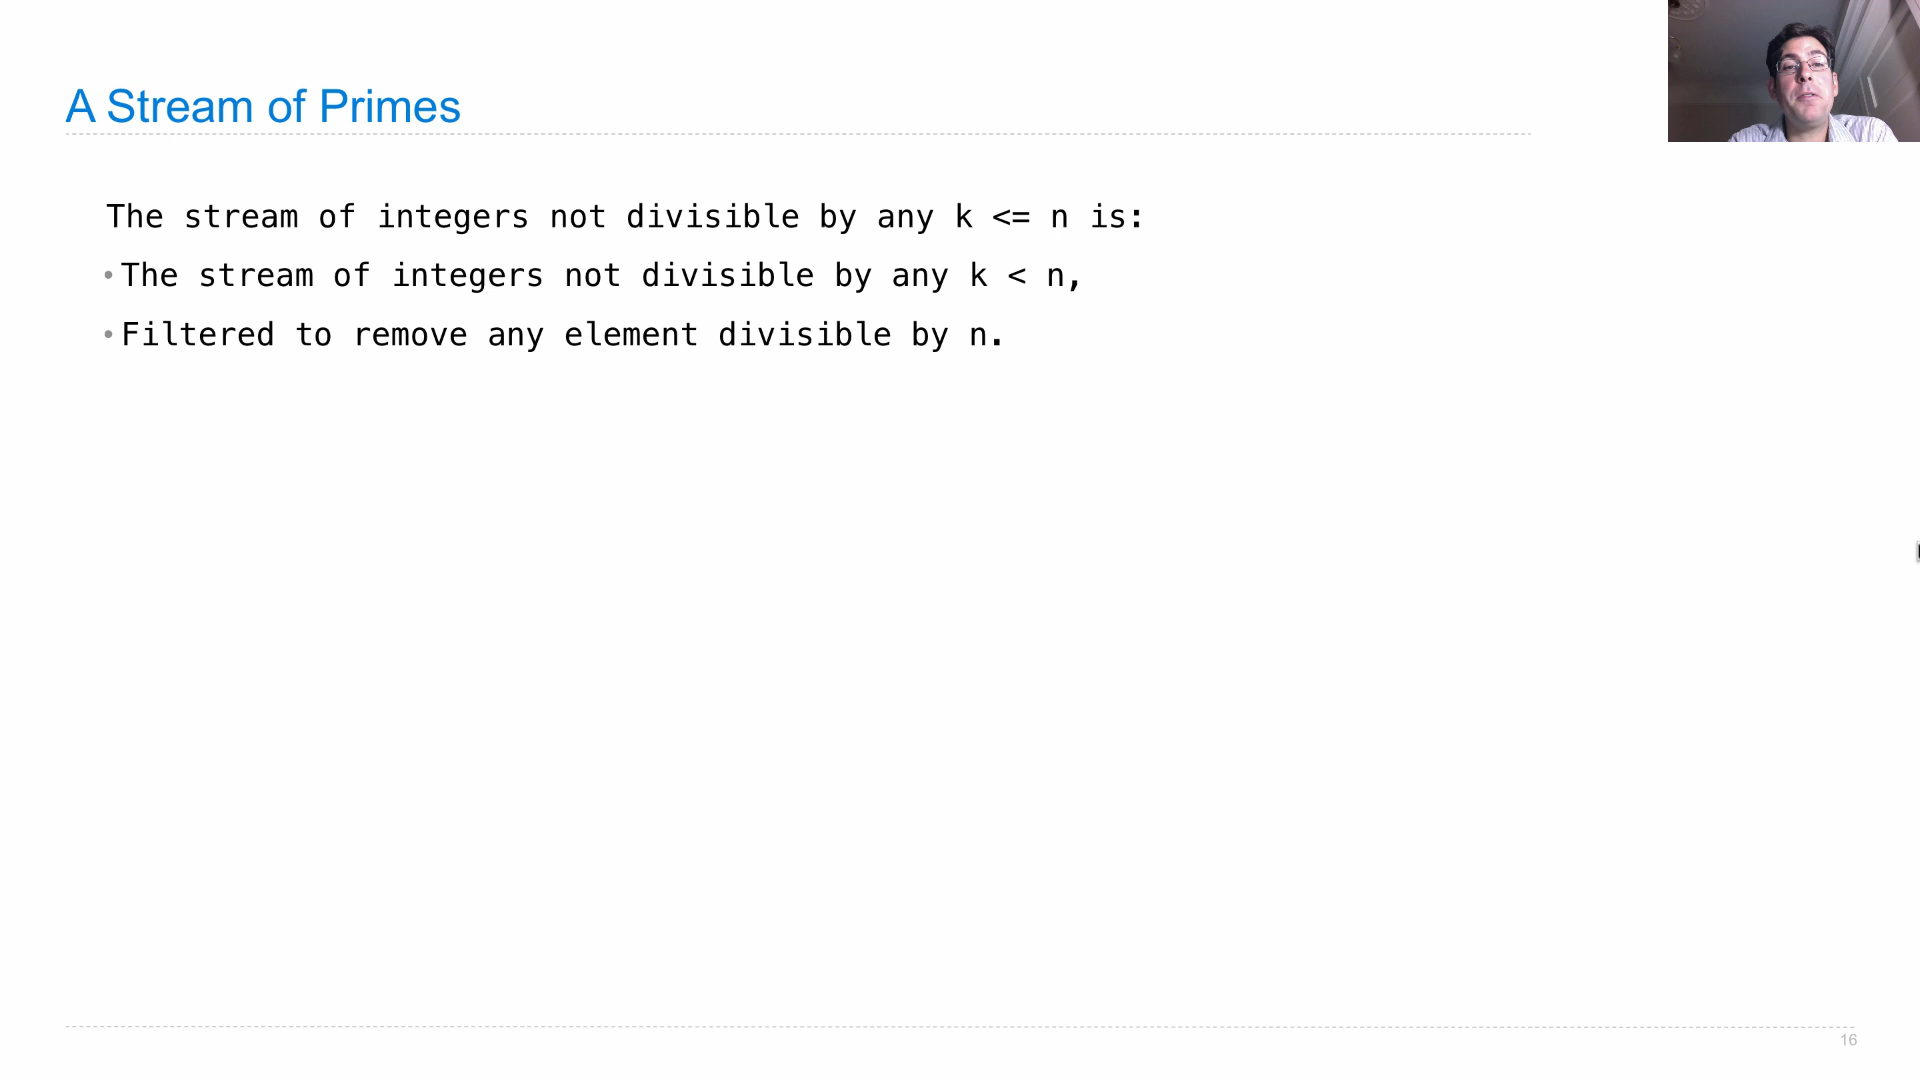 A Stream of Primes
The stream of integers not divisible by any k <= n is:
• The stream of integers not divisible by any k < n,
• Filtered to remove any element divisible by n.
16